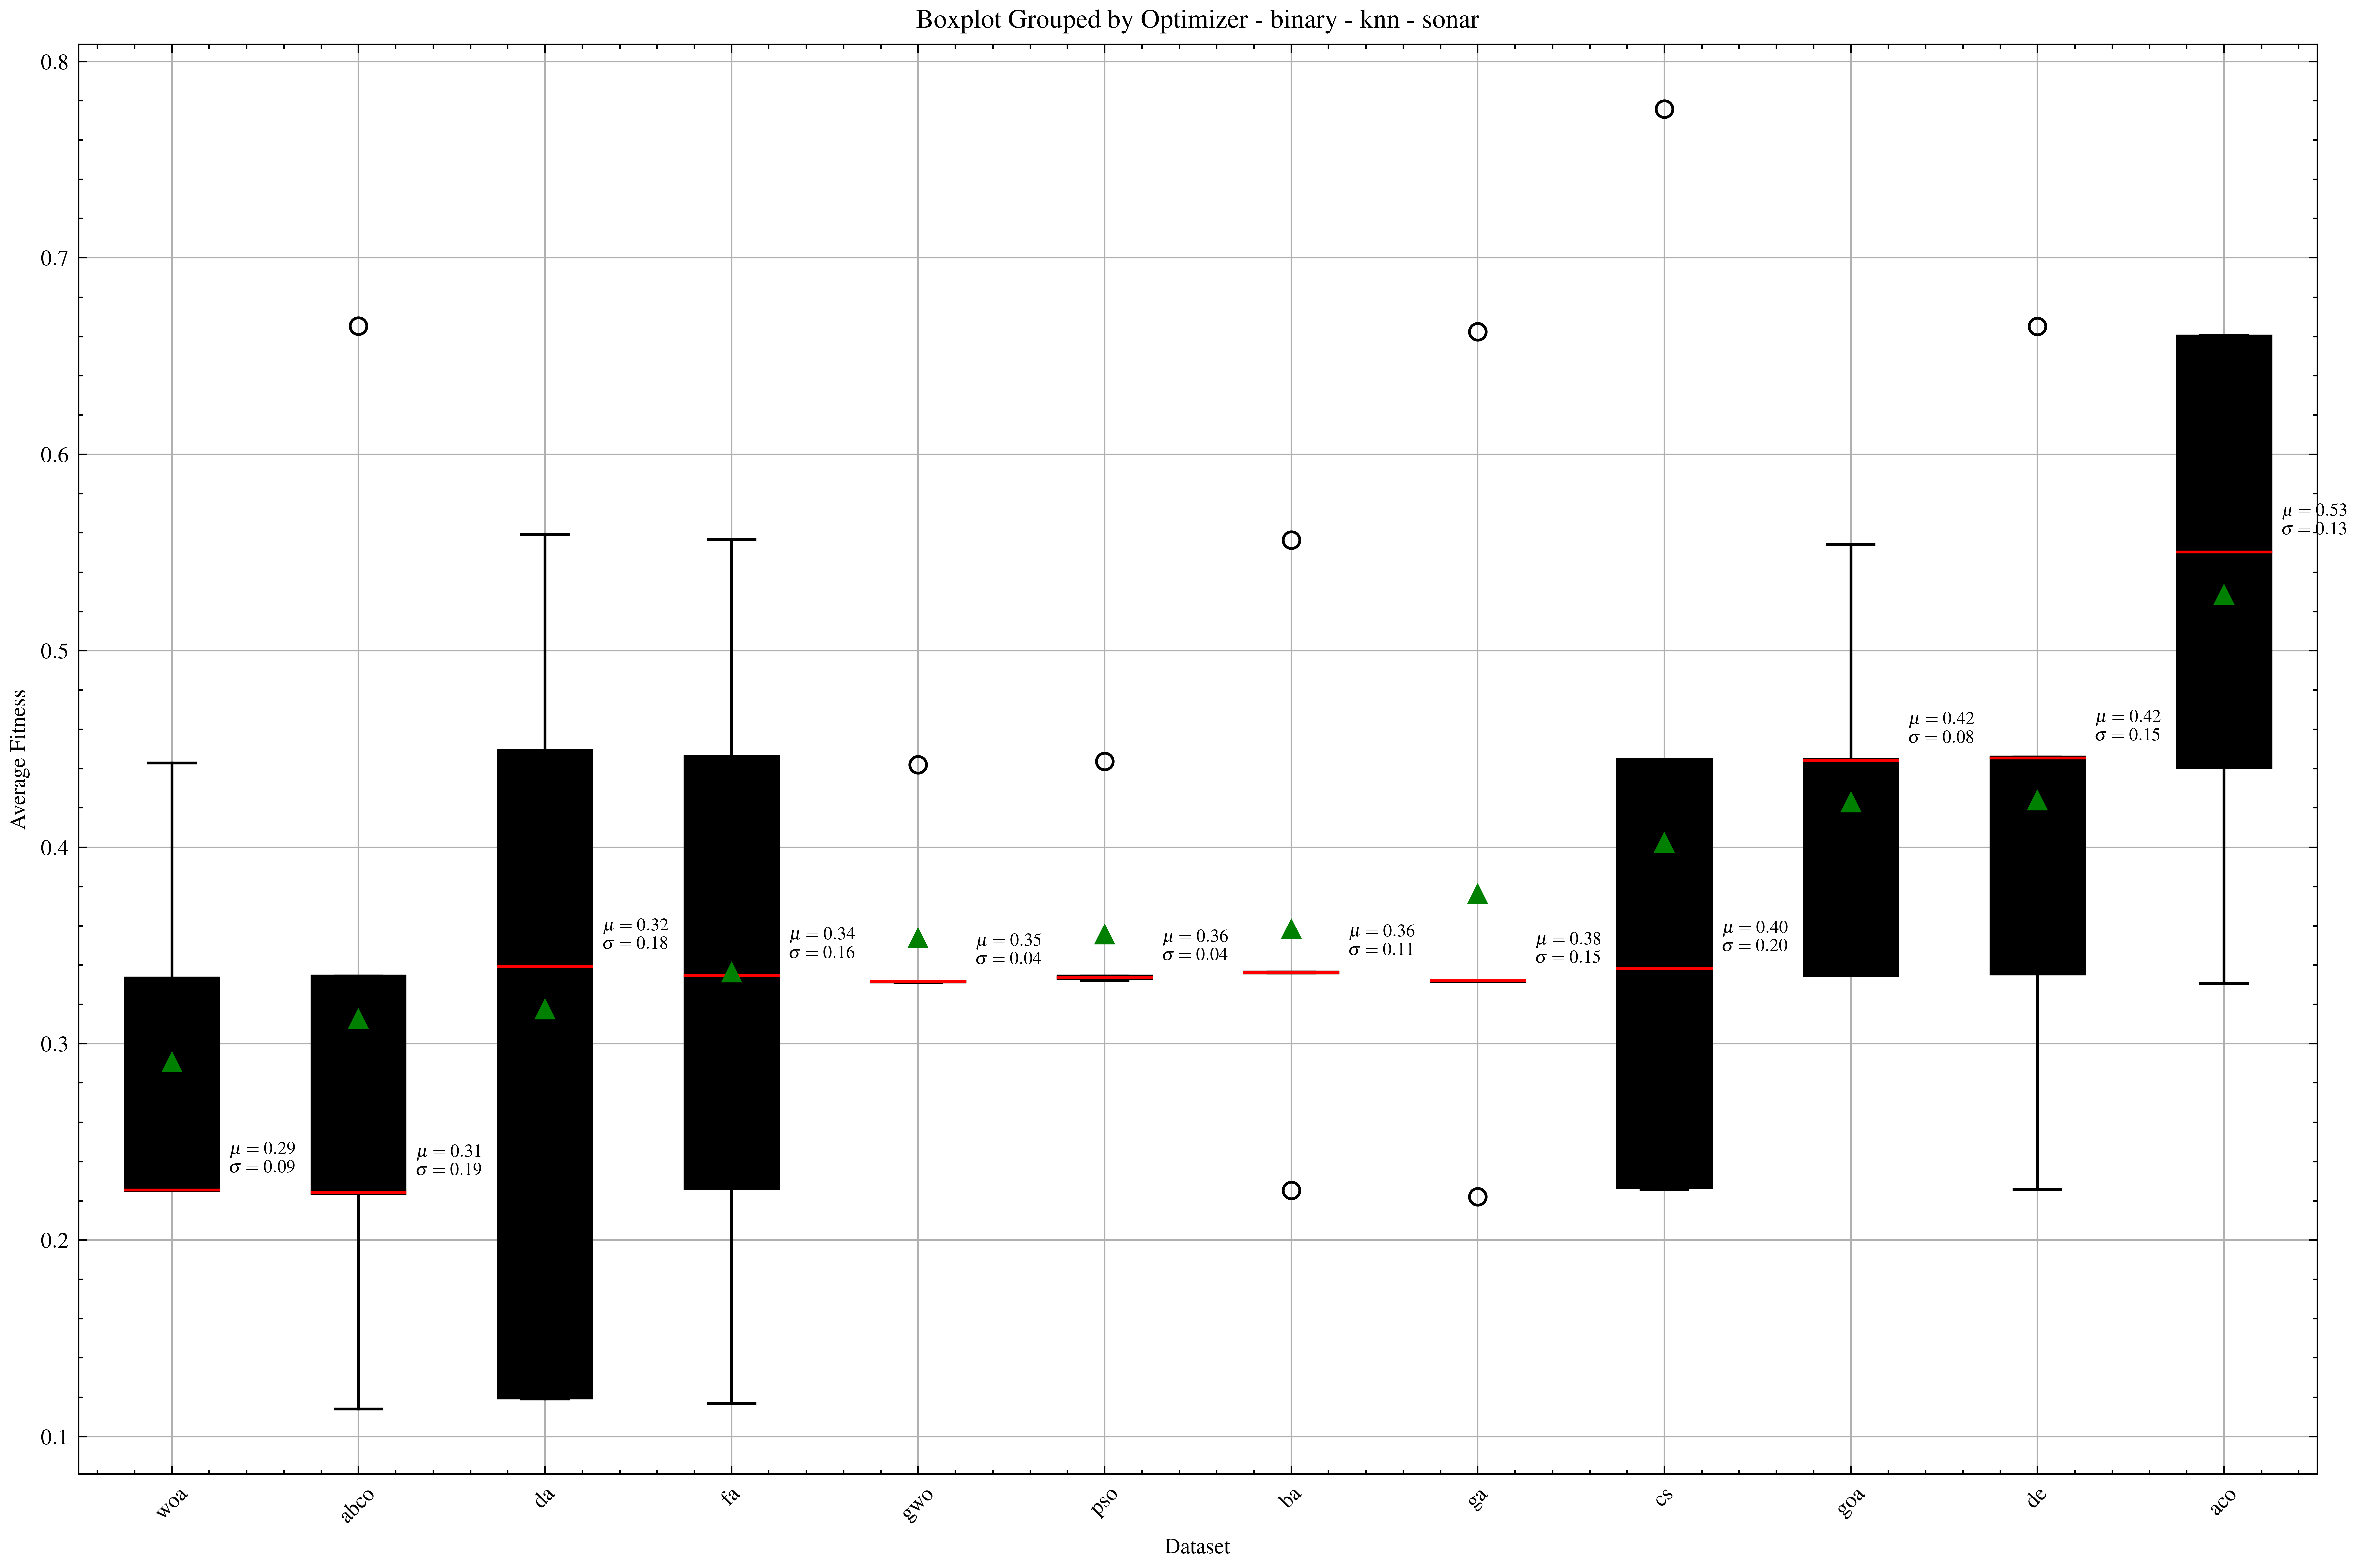 Boxplot Grouped by Optimizer - binary - knn - sonar
Average Fitness
0.8
0.7
0.6
0.5
0.4
0.3
0.2
0.1
μ = 0.29
σ = 0.09
μ = 0.31
σ = 0.19
μ = 0.32
σ = 0.18
μ = 0.34
σ = 0.16
μ = 0.35
σ = 0.04
μ = 0.36
σ = 0.04
μ = 0.36
σ = 0.11
μ = 0.38
σ = 0.15
μ = 0.40
σ = 0.20
μ = 0.42
σ = 0.08
μ = 0.42
σ = 0.15
μ = 0.53
σ = 0.13
woa
abco
da
fa
gwo
pso
ba
ga
cs
goa
de
aco
Dataset